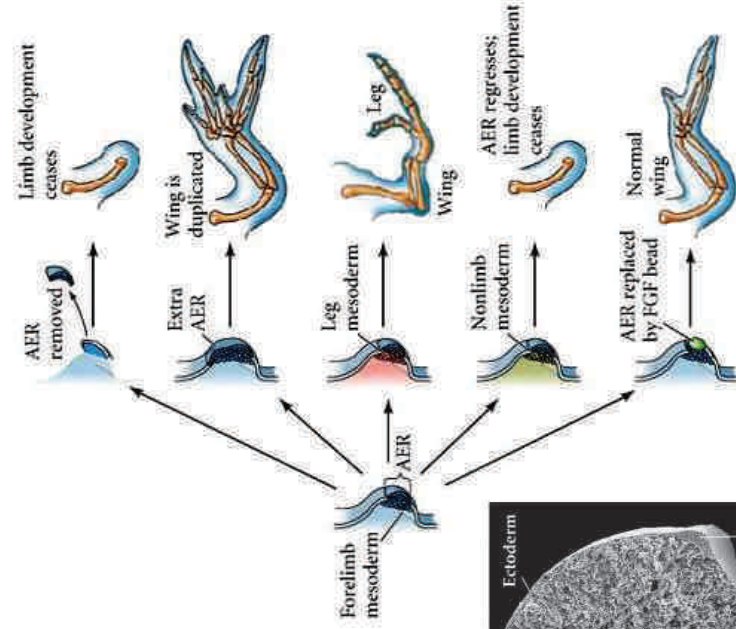 Forelimb
mesoderm
AER
AER
removed
Limb development
ceases
Extra
AER
Wing is
duplicated
Leg
mesoderm
Wing
Leg
Nonlimb
mesoderm
AER regresses;
limb development
ceases
AER replaced
by FGF bead
Normal
wing
Ectoderm